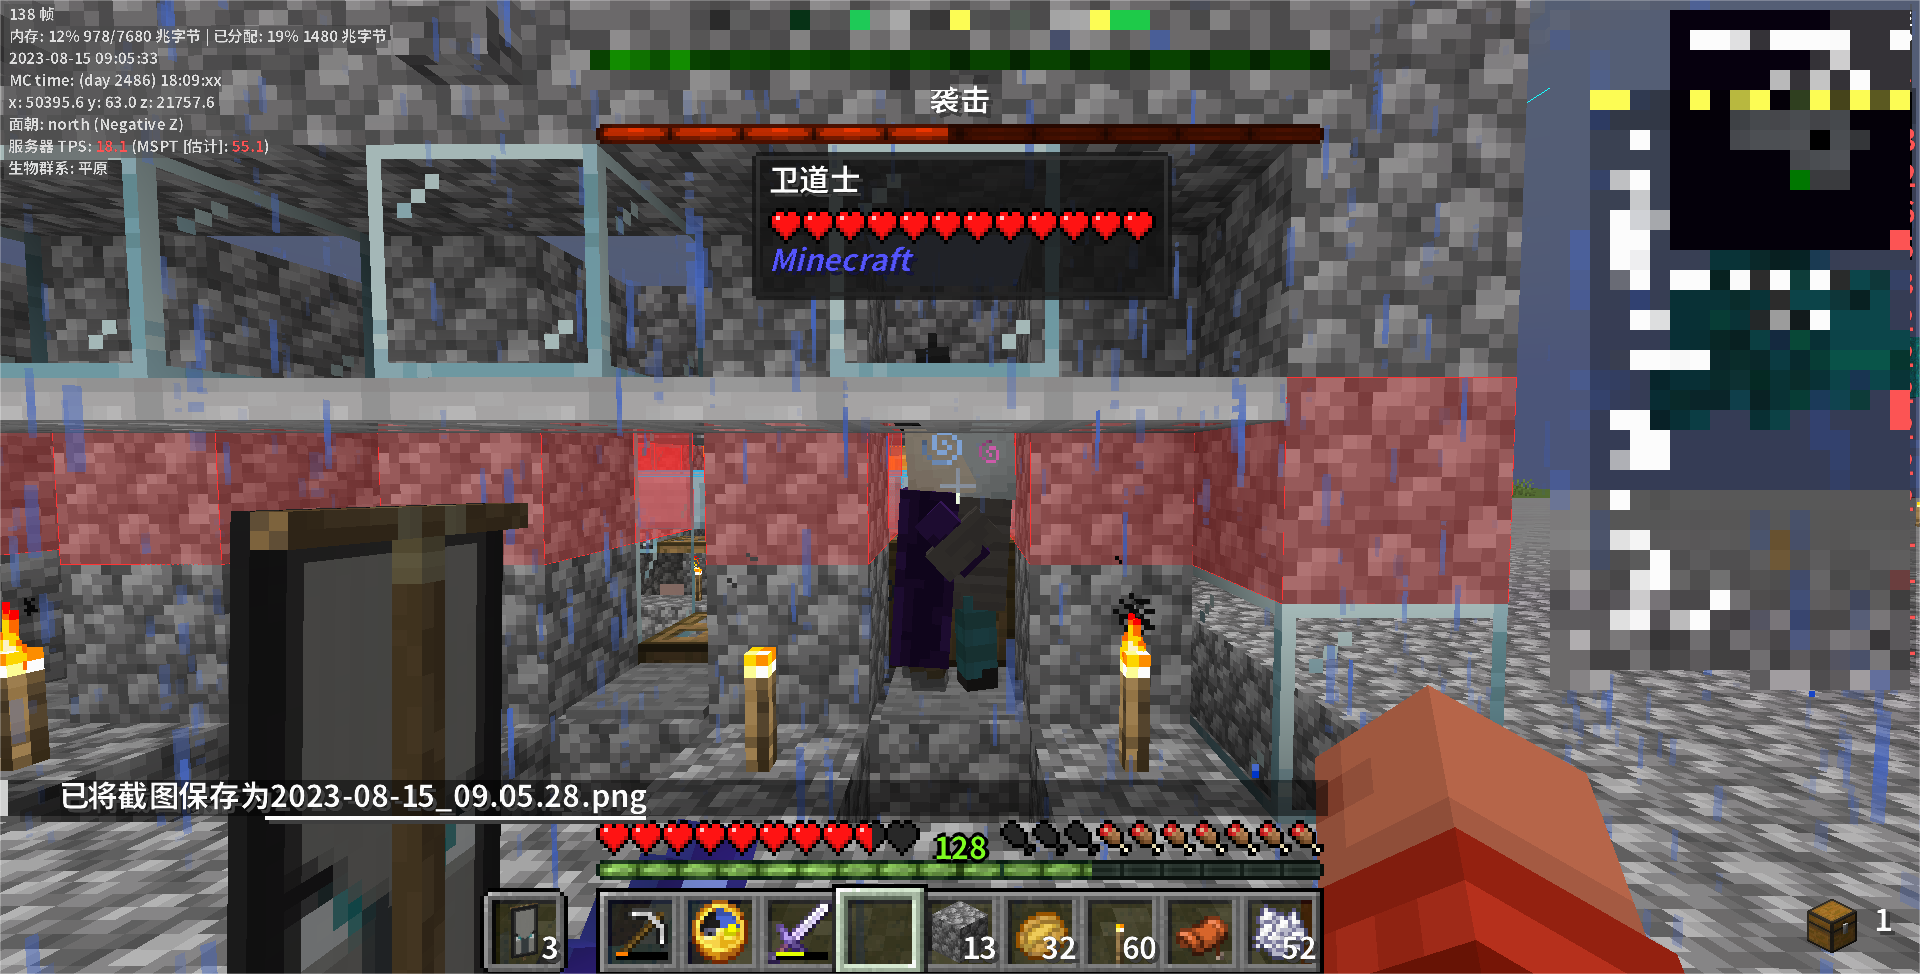 138 帧
内存: 12% 978/7680 兆字节 | 已分配: 19% 1480 兆字节
2023-08-15 09:05:33
MC time: (day 2486) 18:09:xx
x: 50395.6 y: 63.0 z: 21757.6
面朝: north (Negative Z)
服务器 TPS: 18.1 (MSPT [估计]: 55.1)
生物群系: 平原
袭击
卫道士
Minecraft
已将截图保存为2023-08-15_09.05.28.png
128
3
13
32
60
52
1